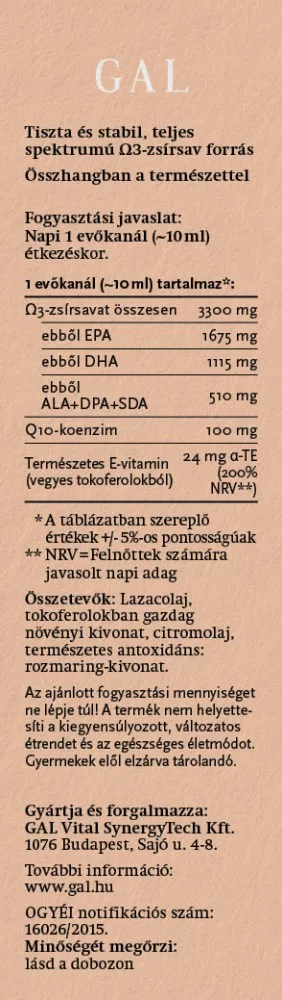 GAL
Tiszta és stabil, teljes
spektrumú Ω3-zsírsav forrás
Összhangban a természettel
Fogyasztási javaslat:
Napi 1 evőkanál (~10 ml)
étkezéskor.
1 evőkanál (~10 ml) tartalmaz*:
Ω3-zsírsavat összesen 3300 mg
ebből EPA 1675 mg
ebből DHA 1115 mg
ebből
ALA+DPA+SDA 510 mg
Q10-koenzim 100 mg
Természetes E-vitamin
(vegyes tokoferolokból)
24 mg α-TE
(200%
NRV**)
* A táblázatban szereplő
értékek +/- 5%-os pontosságúak
** NRV=Felnőttek számára
javasolt napi adag
Összetevők: Lazacolaj,
tokoferolokban gazdag
növényi kivonat, citromolaj,
természetes antoxidáns:
rozmaring-kivonat.
Az ajánlott fogyasztási mennyiséget
ne lépje túl! A termék nem helyette-
síti a kiegyensúlyozott, változatos
étrendet és az egészséges életmódot.
Gyermekek elől elzárva tárolandó.
Gyártja és forgalmazza:
GAL Vital SynergyTech Kft.
1076 Budapest, Sajó u. 4-8.
További információ:
www.gal.hu
OGYÉI notifikációs szám:
16026/2015.
Minőségét megőrzi:
lásd a dobozon